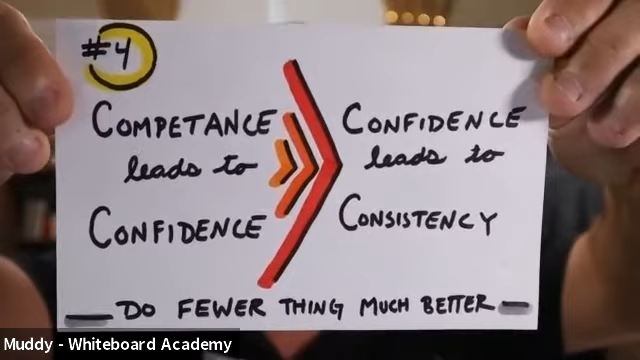 #4
COMPETANCE
leads to
CONFIDENCE
CONFIDENCE
leads to
CONSISTENCY
DO FEWER THING MUCH BETTER
Muddy - Whiteboard Academy